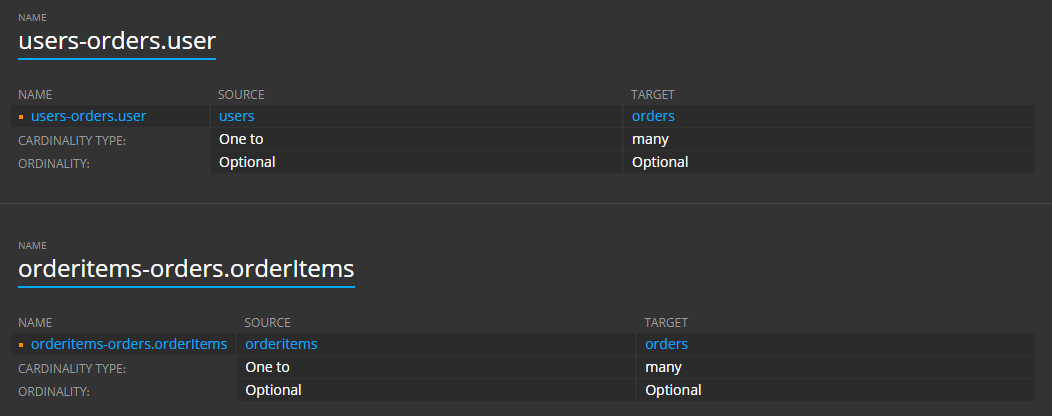 NAME
users-orders.user
NAME SOURCE TARGET
users-orders.user users orders
CARDINALITY TYPE: One to many
ORDINALITY: Optional Optional
NAME
orderitems-orders.orderItems
NAME SOURCE TARGET
orderitems-orders.orderItems orderitems orders
CARDINALITY TYPE: One to many
ORDINALITY: Optional Optional